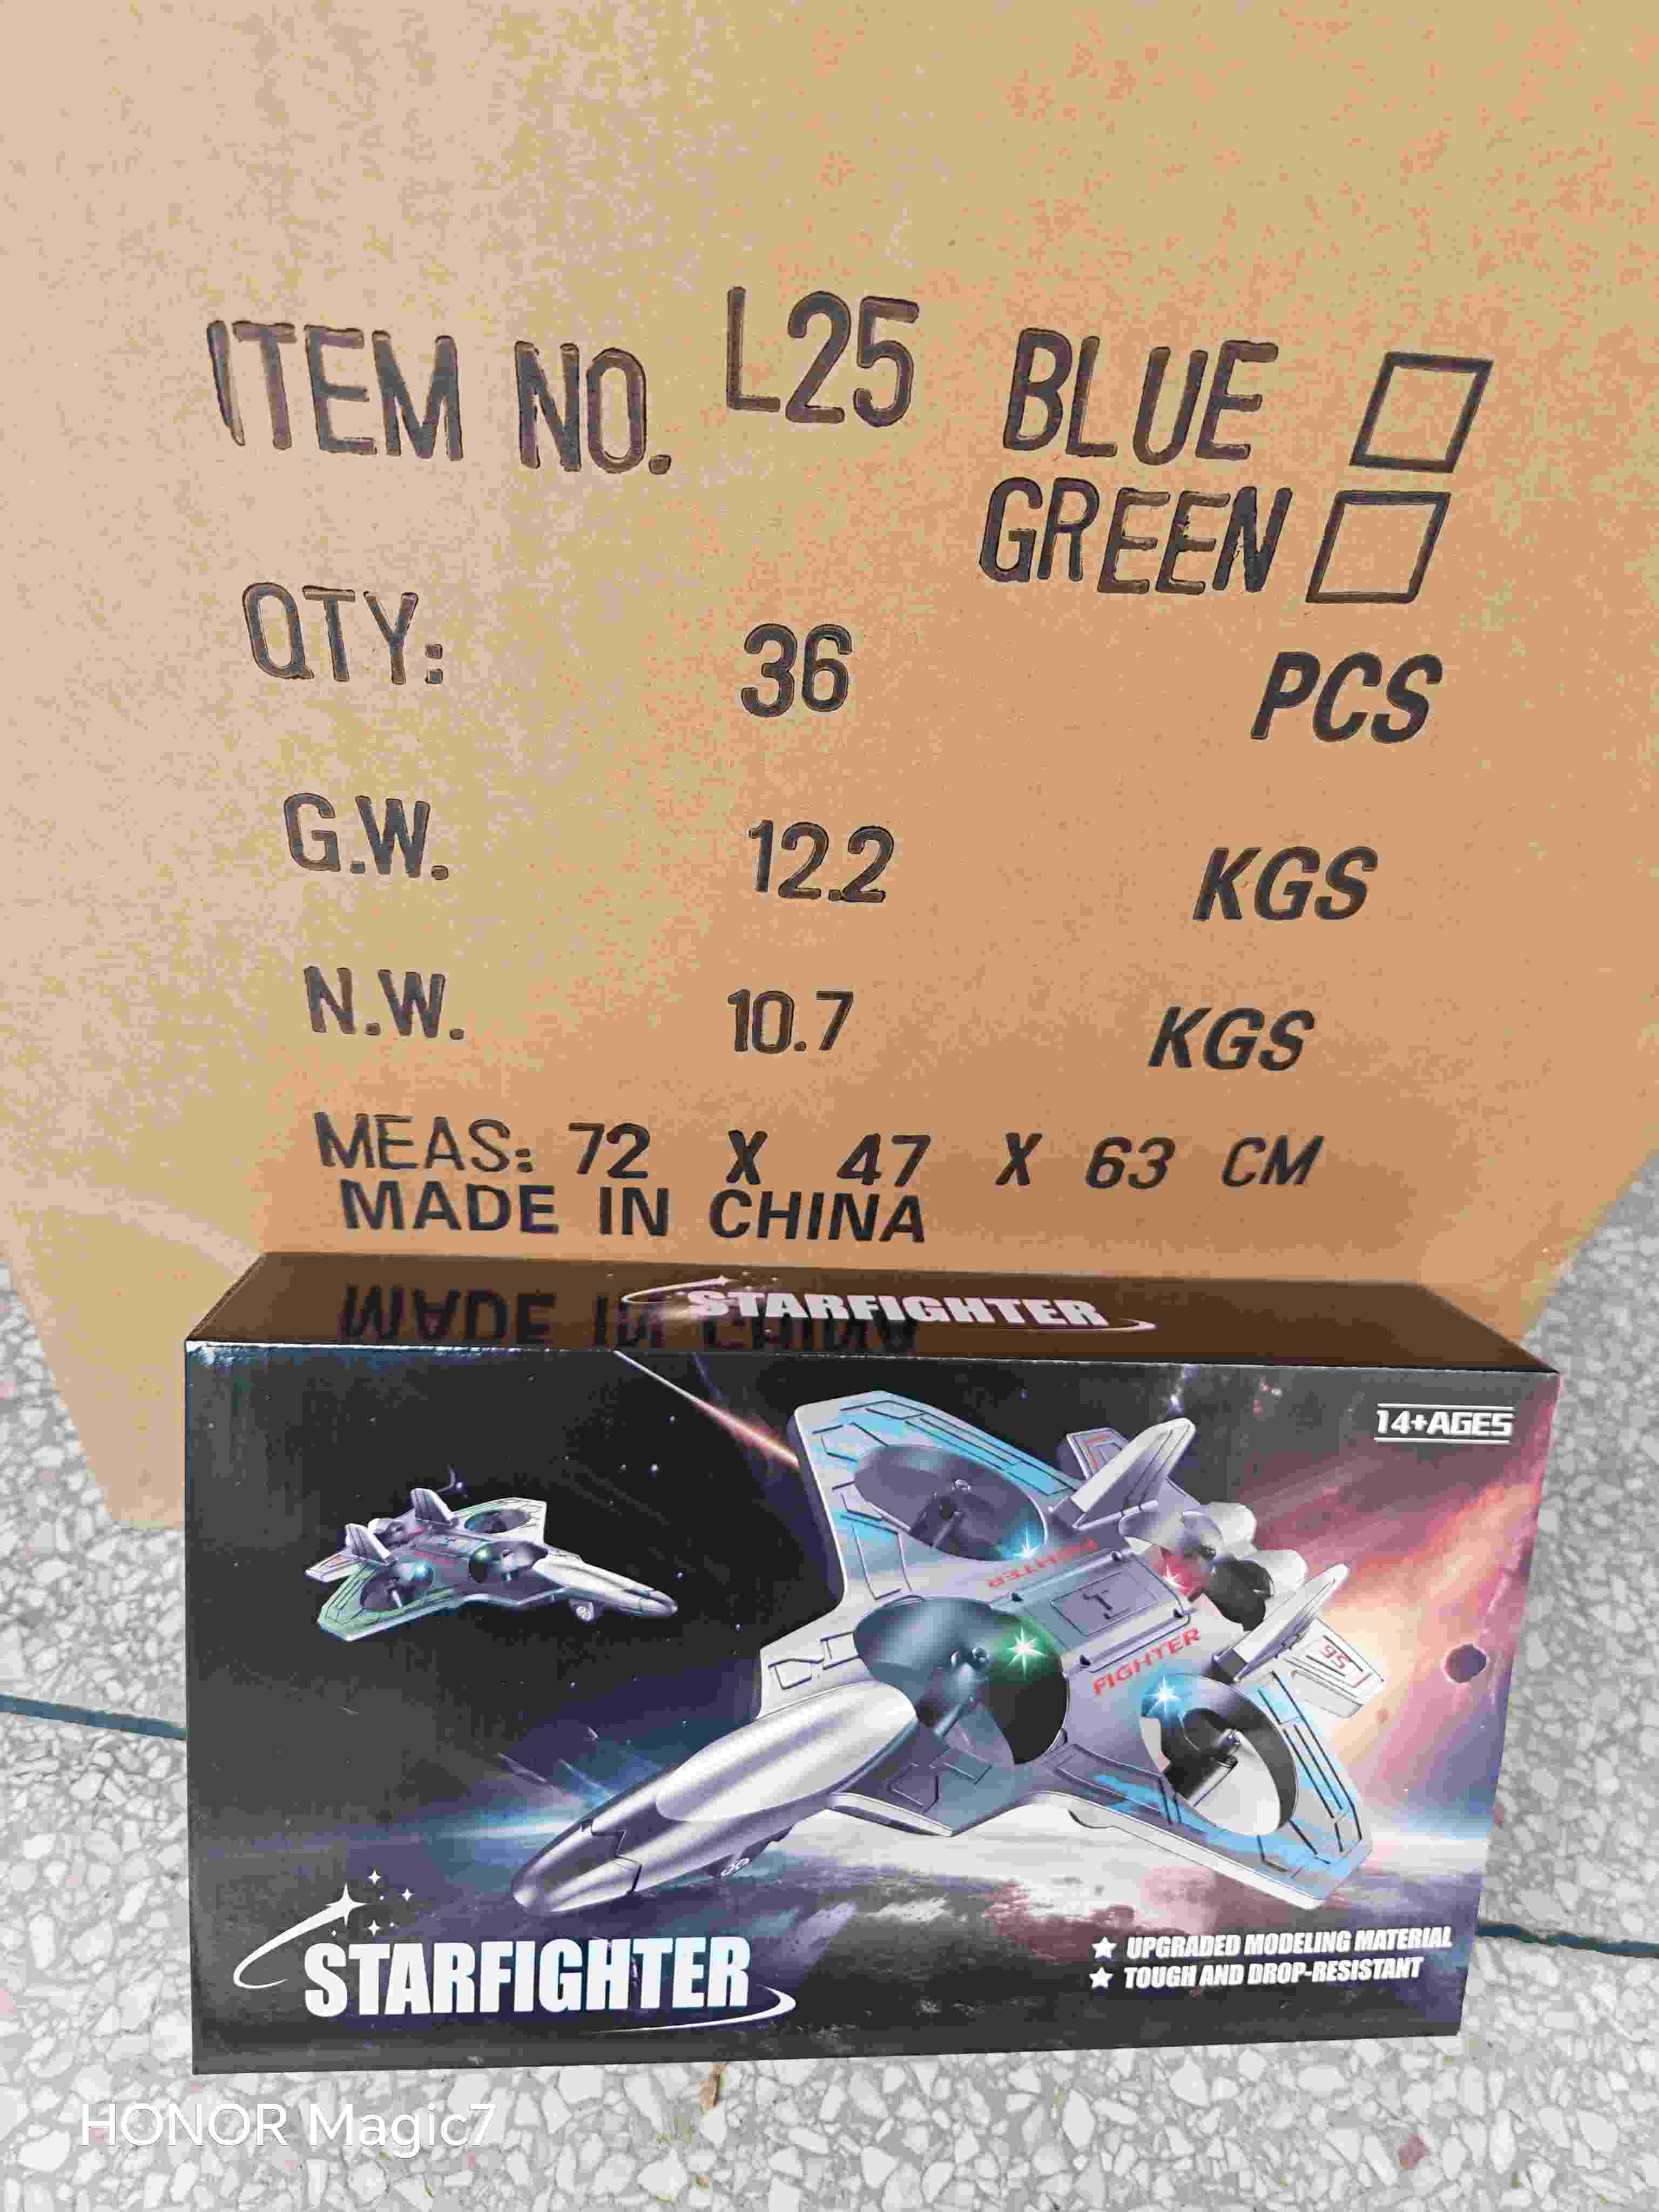 ITEM NO. L25 BLUE
GREEN
QTY: 36 PCS
G.W. 12.2 KGS
N.W. 10.7 KGS
MEAS: 72 X 47 X 63 CM
MADE IN CHINA
STARFIGHTER
14+AGES
FIGHTER
FIGHTER
STARFIGHTER
★ UPGRADED MODELING MATERIAL
★ TOUGH AND DROP-RESISTANT
HONOR Magic7